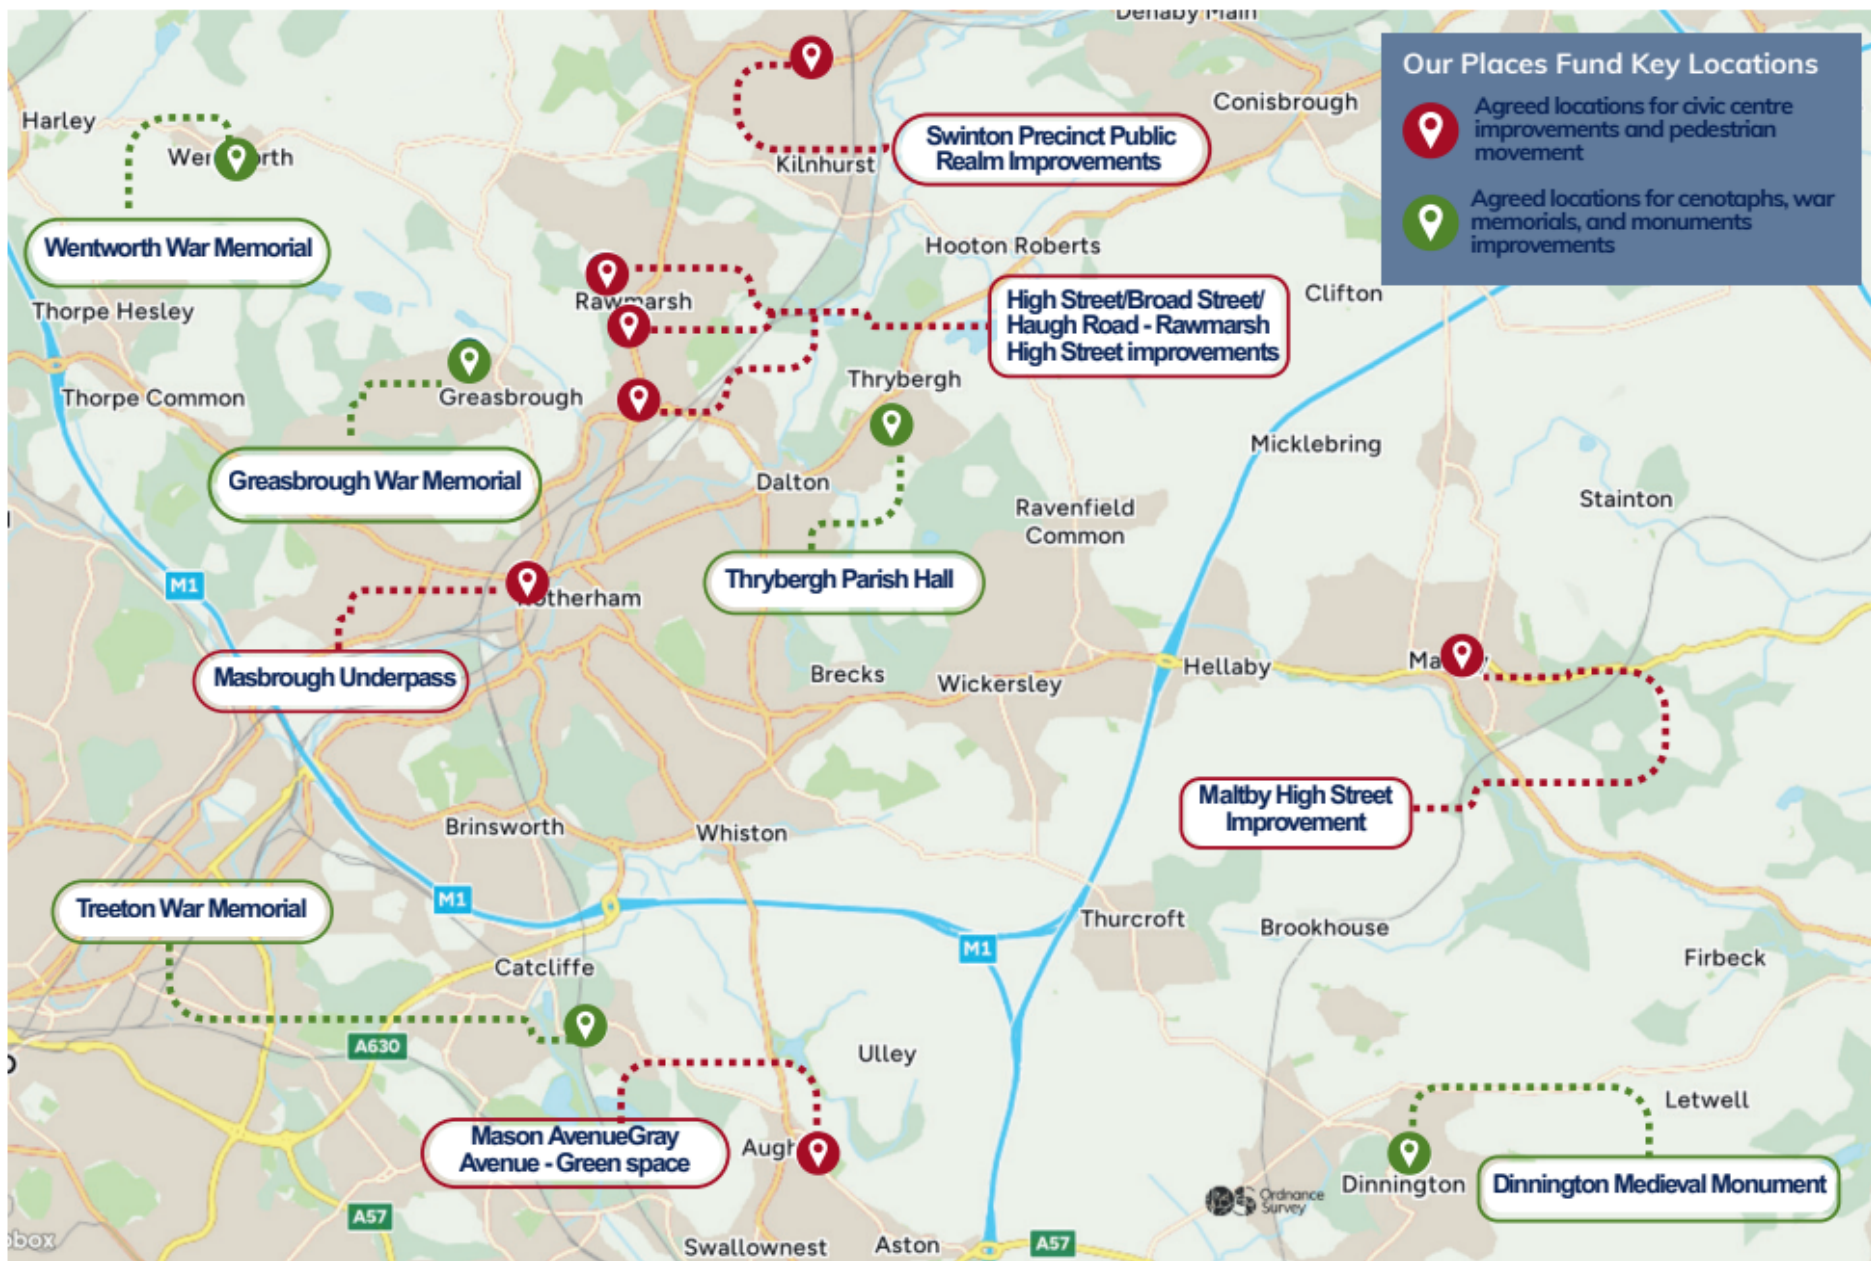 Denaby Main
Our Places Fund Key Locations
Agreed locations for civic centre
improvements and pedestrian
movement
Agreed locations for cenotaphs, war
memorials, and monuments
improvements
Harley
Conisbrough
Swinton Precinct Public
Realm Improvements
Kilnhurst
Wentworth War Memorial
Hooton Roberts
Rawmarsh
High Street/Broad Street/
Haugh Road - Rawmarsh
High Street improvements
Clifton
Thorpe Hesley
Thorpe Common
Greasbrough
Thrybergh
Micklebring
Greasbrough War Memorial
Dalton
Ravenfield
Common
Stainton
M1
Thrybergh Parish Hall
otherham
Masbrough Underpass
Brecks
Wickersley
Hellaby
Maltby High Street
Improvement
Brinsworth
Whiston
Treeton War Memorial
M1
M1
Thurcroft
Brookhouse
Firbeck
Catcliffe
A630
Ulley
Letwell
Mason AvenueGray
Avenue - Green space
Augh
Dinnington
Dinnington Medieval Monument
Ordnance
Survey
A57
Swallownest
Aston
A57
box